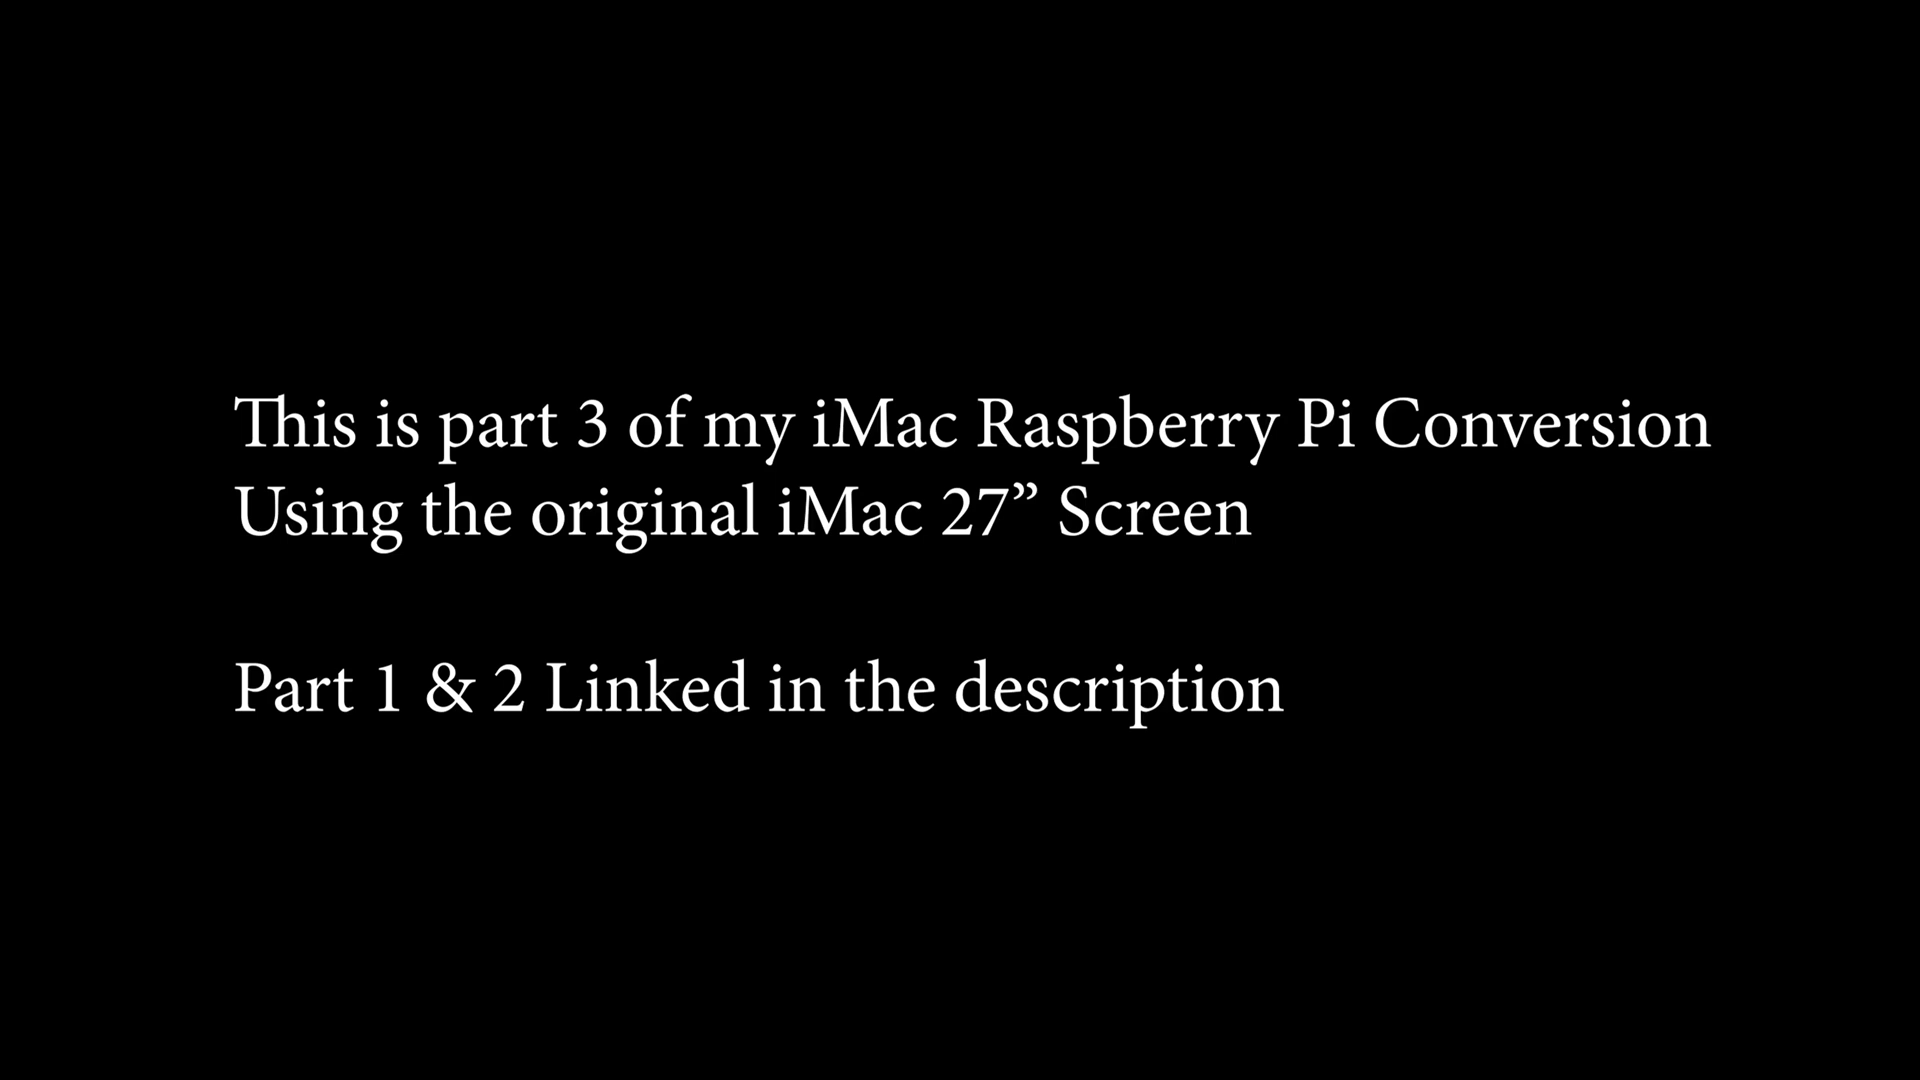 This is part 3 of my iMac Raspberry Pi Conversion
Using the original iMac 27” Screen
Part 1 & 2 Linked in the description